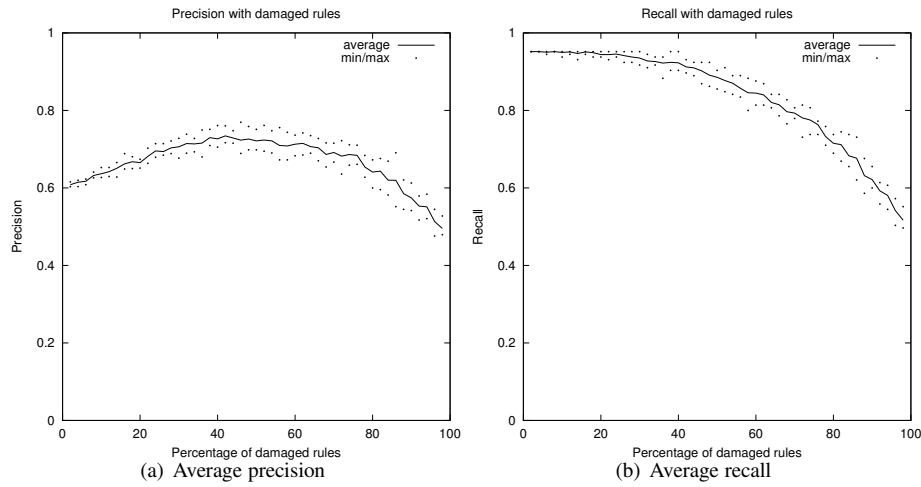 Precision with damaged rules
1
0.8
0.6
0.4
0.2
0
Precision
average
min/max
0
20
40
60
80
100
Percentage of damaged rules
(a) Average precision
Recall with damaged rules
1
0.8
0.6
0.4
0.2
0
Recall
average
min/max
0
20
40
60
80
100
Percentage of damaged rules
(b) Average recall